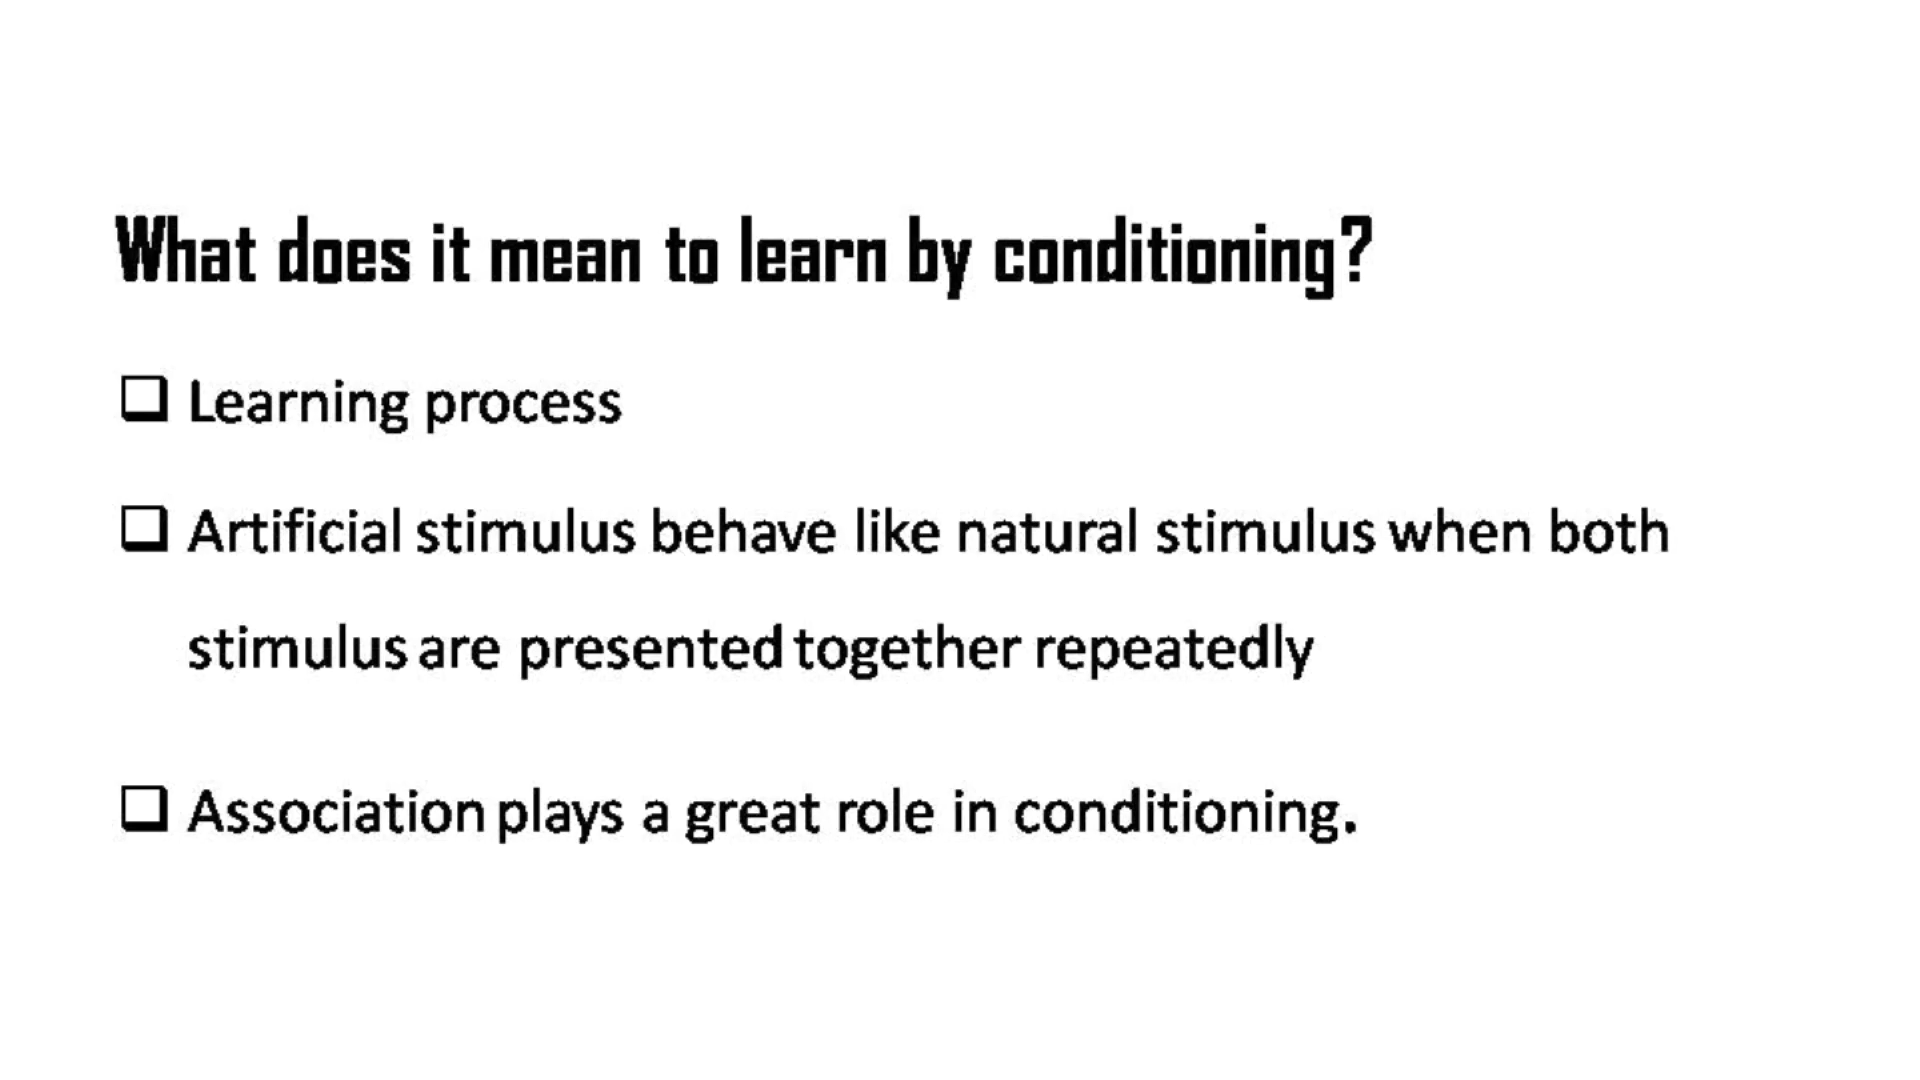 What does it mean to learn by conditioning?
Learning process
Artificial stimulus behave like natural stimulus when both
stimulus are presented together repeatedly
Association plays a great role in conditioning.